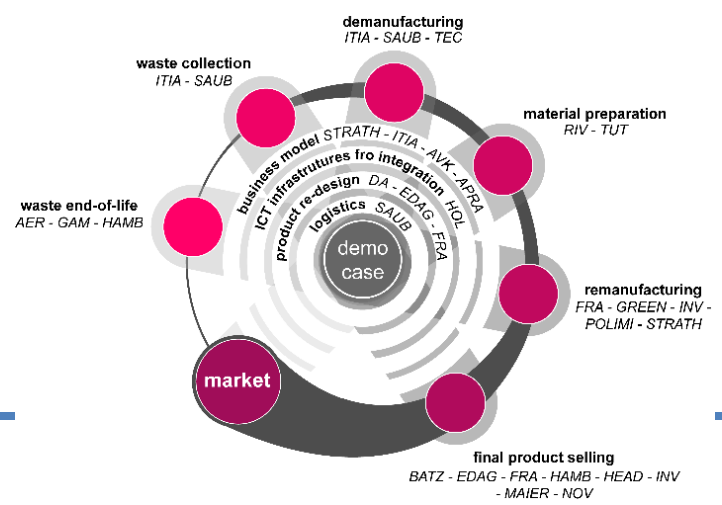 demanufacturing
ITIA - SAUB - TEC
waste collection
ITIA - SAUB
material preparation
RIV - TUT
business model STRATH - ITIA - AVK - APRA
ICT infrastrutures fro integration HOL
product re-design DA - EDAG - FRA
logistics SAUB
waste end-of-life
AER - GAM - HAMB
demo
case
remanufacturing
FRA - GREEN - INV -
POLIMI - STRATH
market
final product selling
BATZ - EDAG - FRA - HAMB - HEAD - INV
- MAIER - NOV